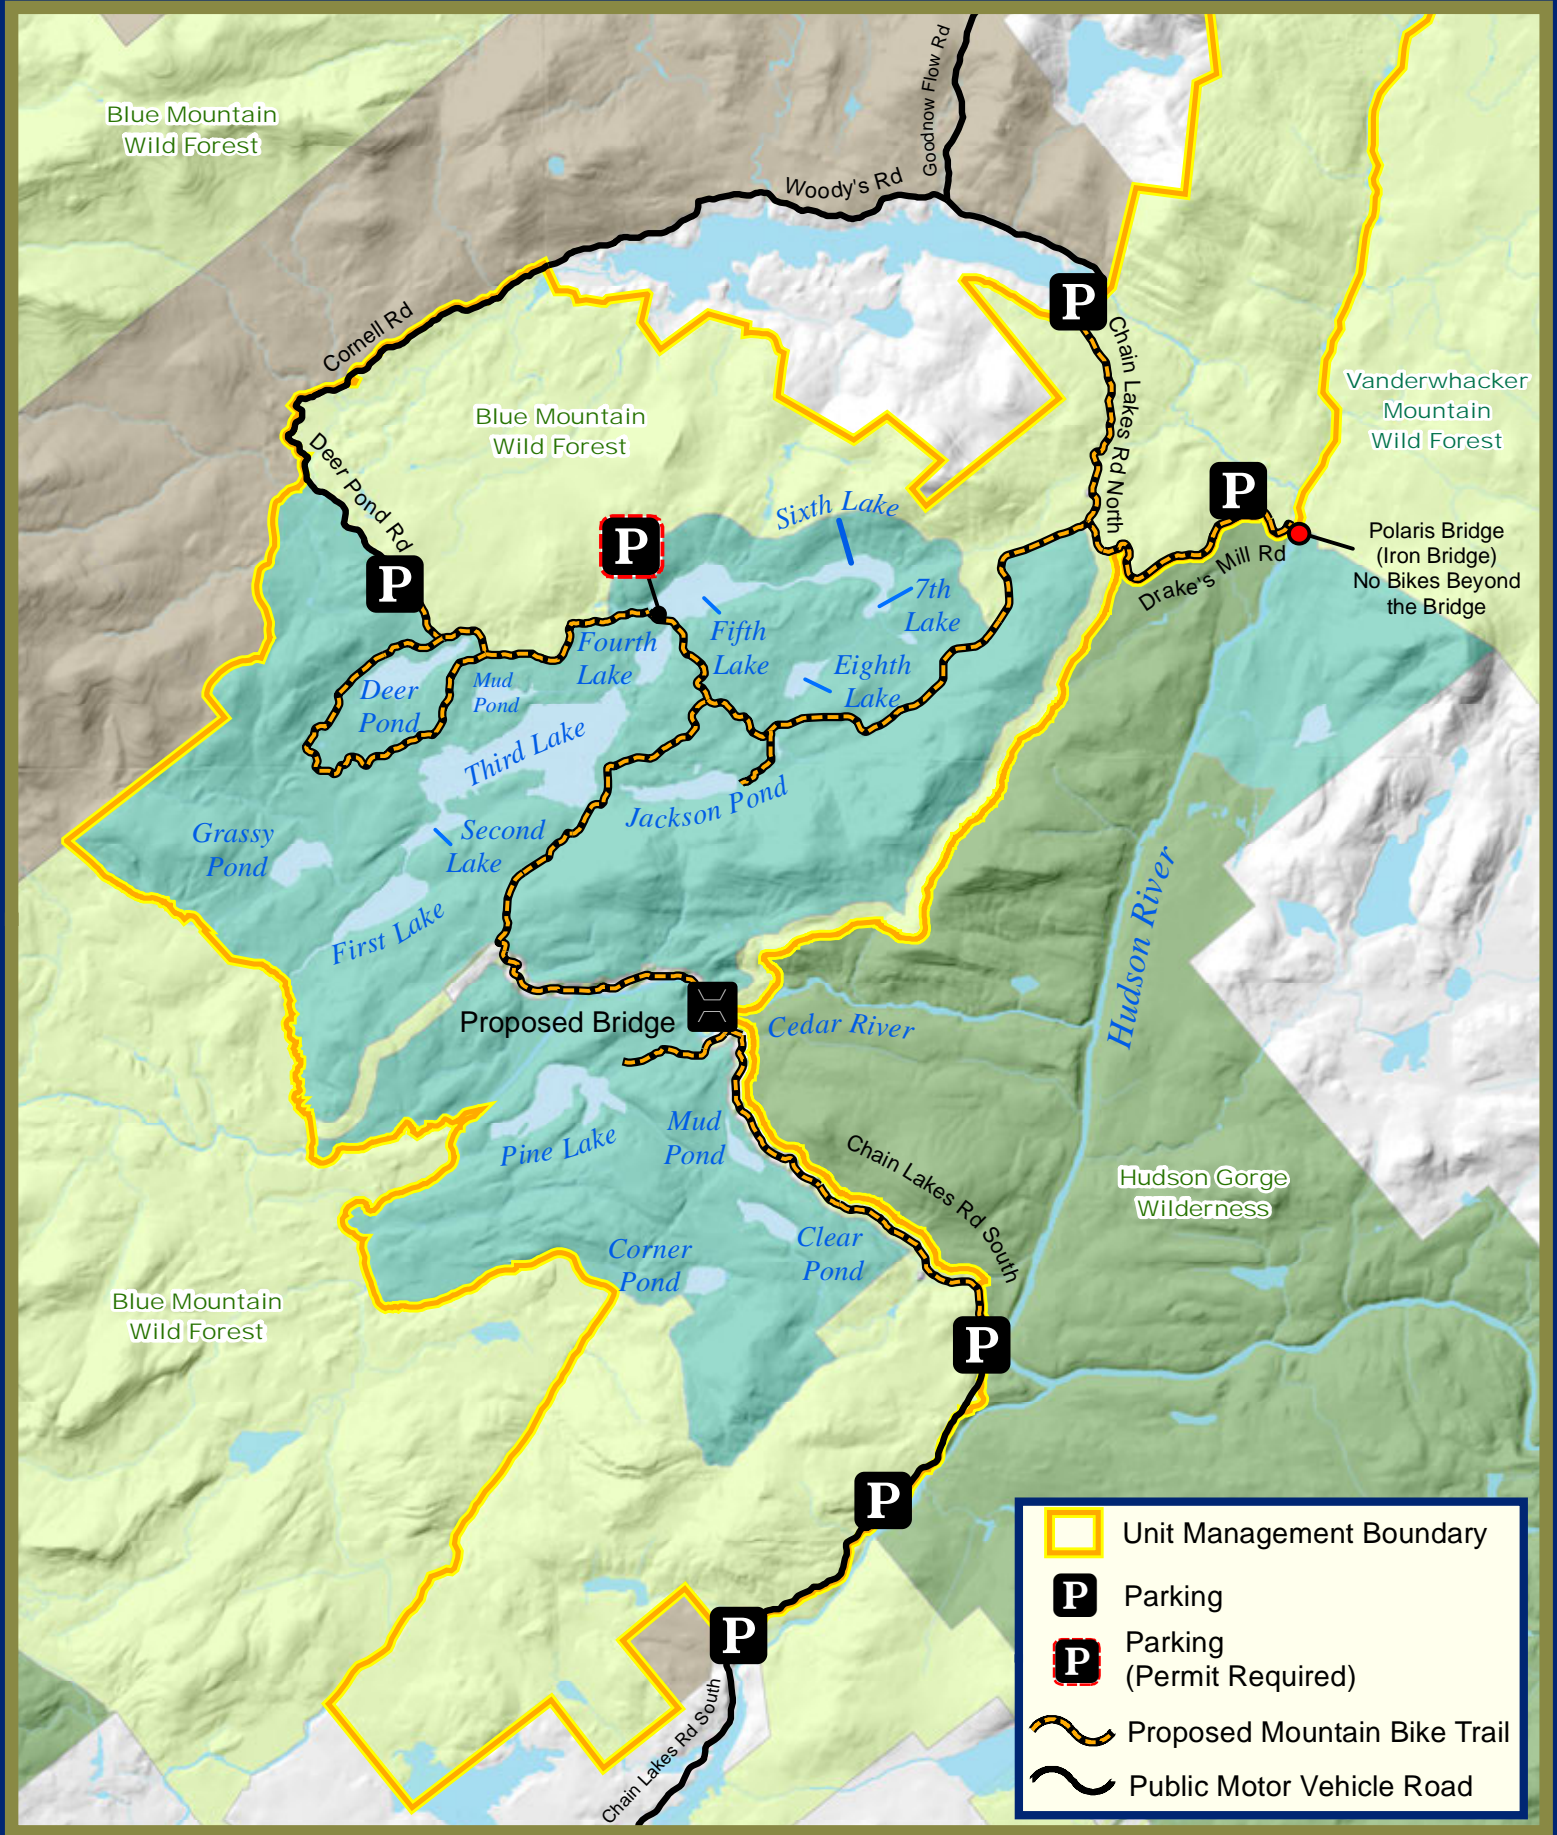 Goodnow Flow Rd
Blue Mountain
Wild Forest
Woody's Rd
Cornell Rd
P
Chain Lakes Rd North
Vanderwhacker
Mountain
Wild Forest
Blue Mountain
Wild Forest
Deer Pond Rd
P
Sixth Lake
P
P
Polaris Bridge
(Iron Bridge)
No Bikes Beyond
the Bridge
Drake's Mill Rd
7th
Lake
Fifth
Lake
Fourth
Lake
Eighth
Lake
Mud
Pond
Deer
Pond
Third Lake
Jackson Pond
Grassy
Pond
Second
Lake
First Lake
Hudson River
Proposed Bridge
Cedar River
Pine Lake
Mud
Pond
Chain Lakes Rd South
Hudson Gorge
Wilderness
Clear
Pond
Corner
Pond
Blue Mountain
Wild Forest
P
P
P
Chain Lakes Rd South
Unit Management Boundary
P
Parking
P
Parking
(Permit Required)
Proposed Mountain Bike Trail
Public Motor Vehicle Road